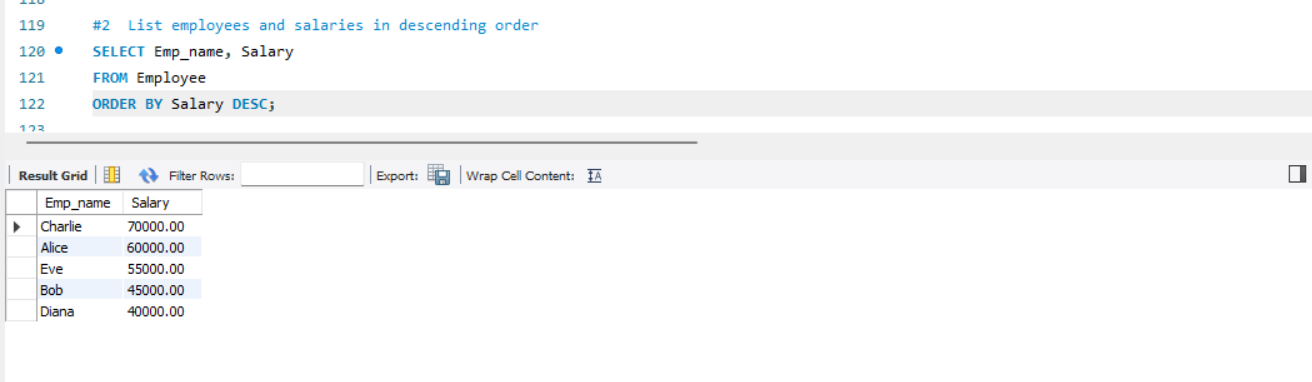 119 #2 List employees and salaries in descending order
120 SELECT Emp_name, Salary
121 FROM Employee
122 ORDER BY Salary DESC;
123
Result Grid Filter Rows: Export: Wrap Cell Content: IA
Emp_name Salary
Charlie 70000.00
Alice 60000.00
Eve 55000.00
Bob 45000.00
Diana 40000.00